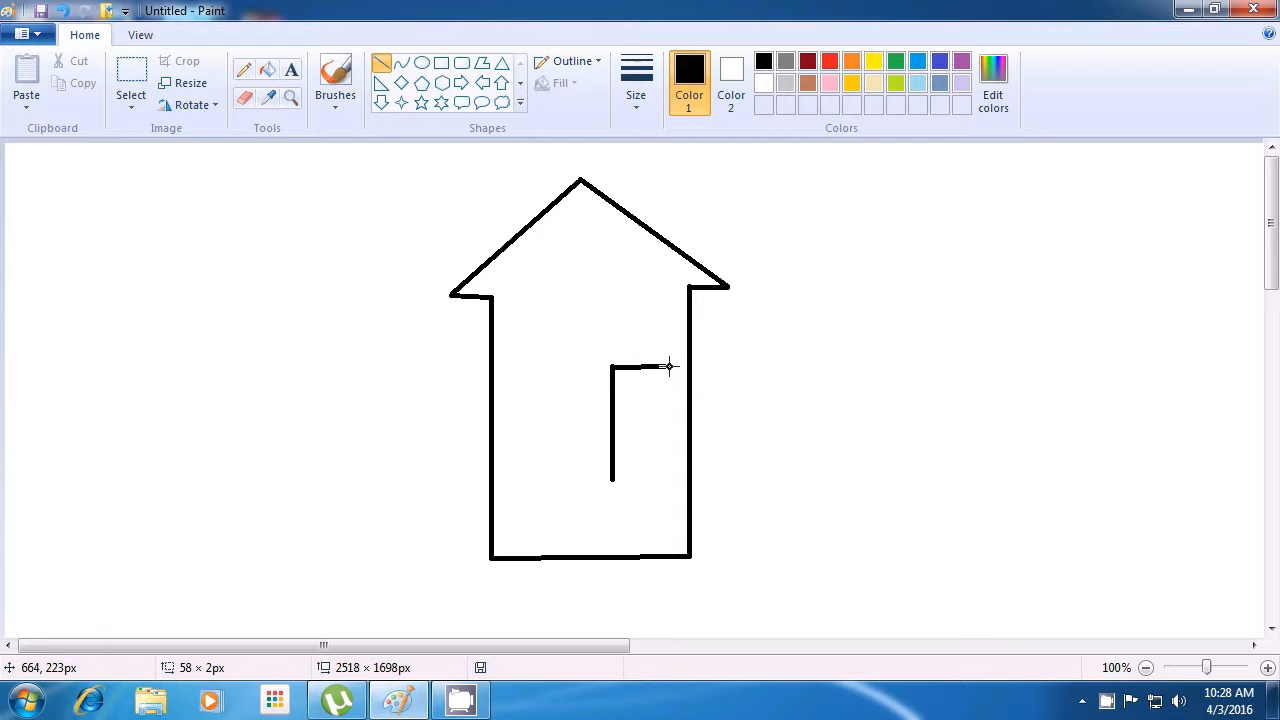 Untitled - Paint
Home View
Paste
Cut
Copy
Clipboard
Select
Crop
Resize
Rotate
Image
A
Tools
Brushes
Outline
Fill
Shapes
Size
Color 1
Color 2
Edit colors
Colors
664, 223px
58 × 2px
2518 × 1698px
100%
10:28 AM
4/3/2016